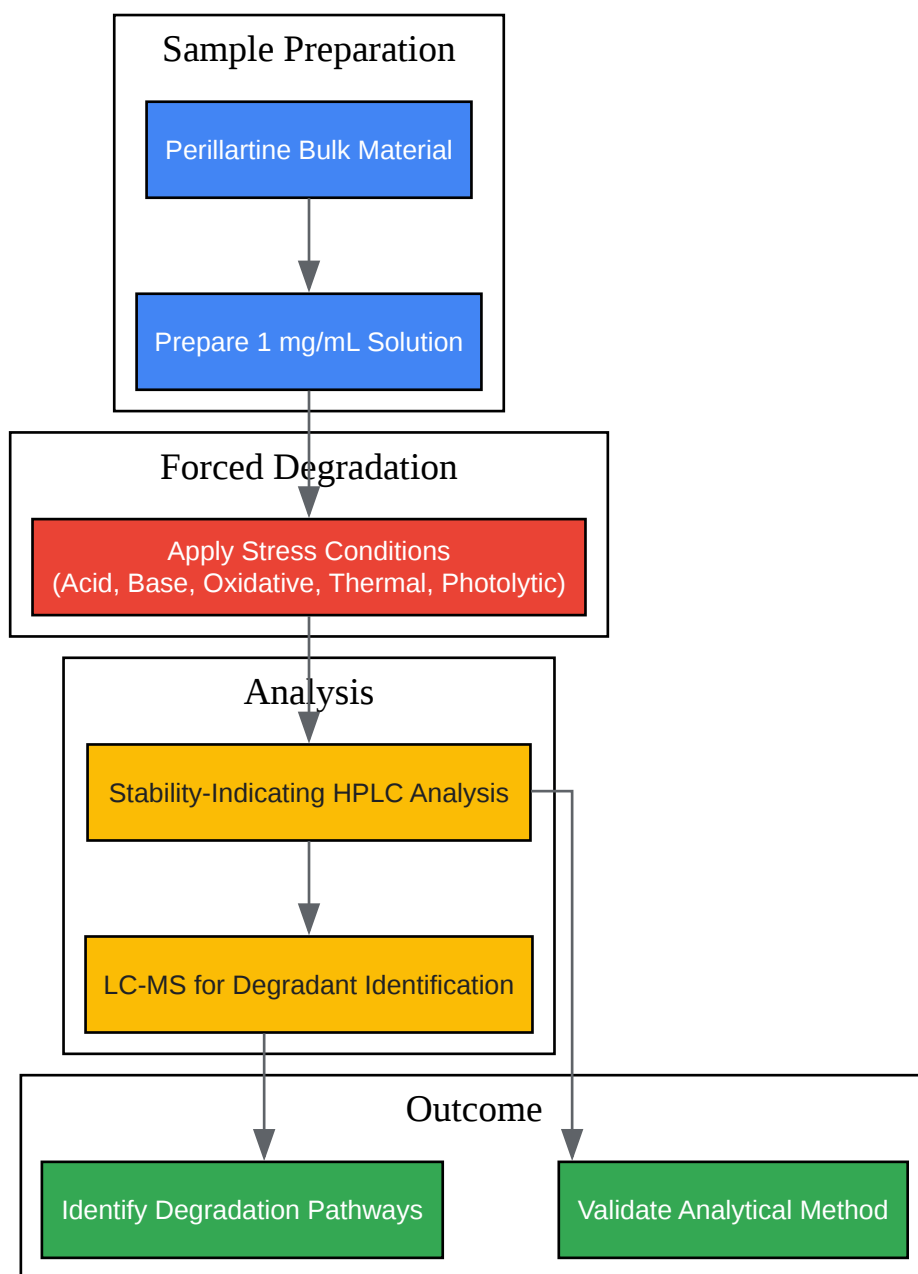 Sample Preparation
Perillartine Bulk Material
Prepare 1 mg/mL Solution
Forced Degradation
Apply Stress Conditions
(Acid, Base, Oxidative, Thermal, Photolytic)
Analysis
Stability-Indicating HPLC Analysis
LC-MS for Degradant Identification
Outcome
Identify Degradation Pathways
Validate Analytical Method